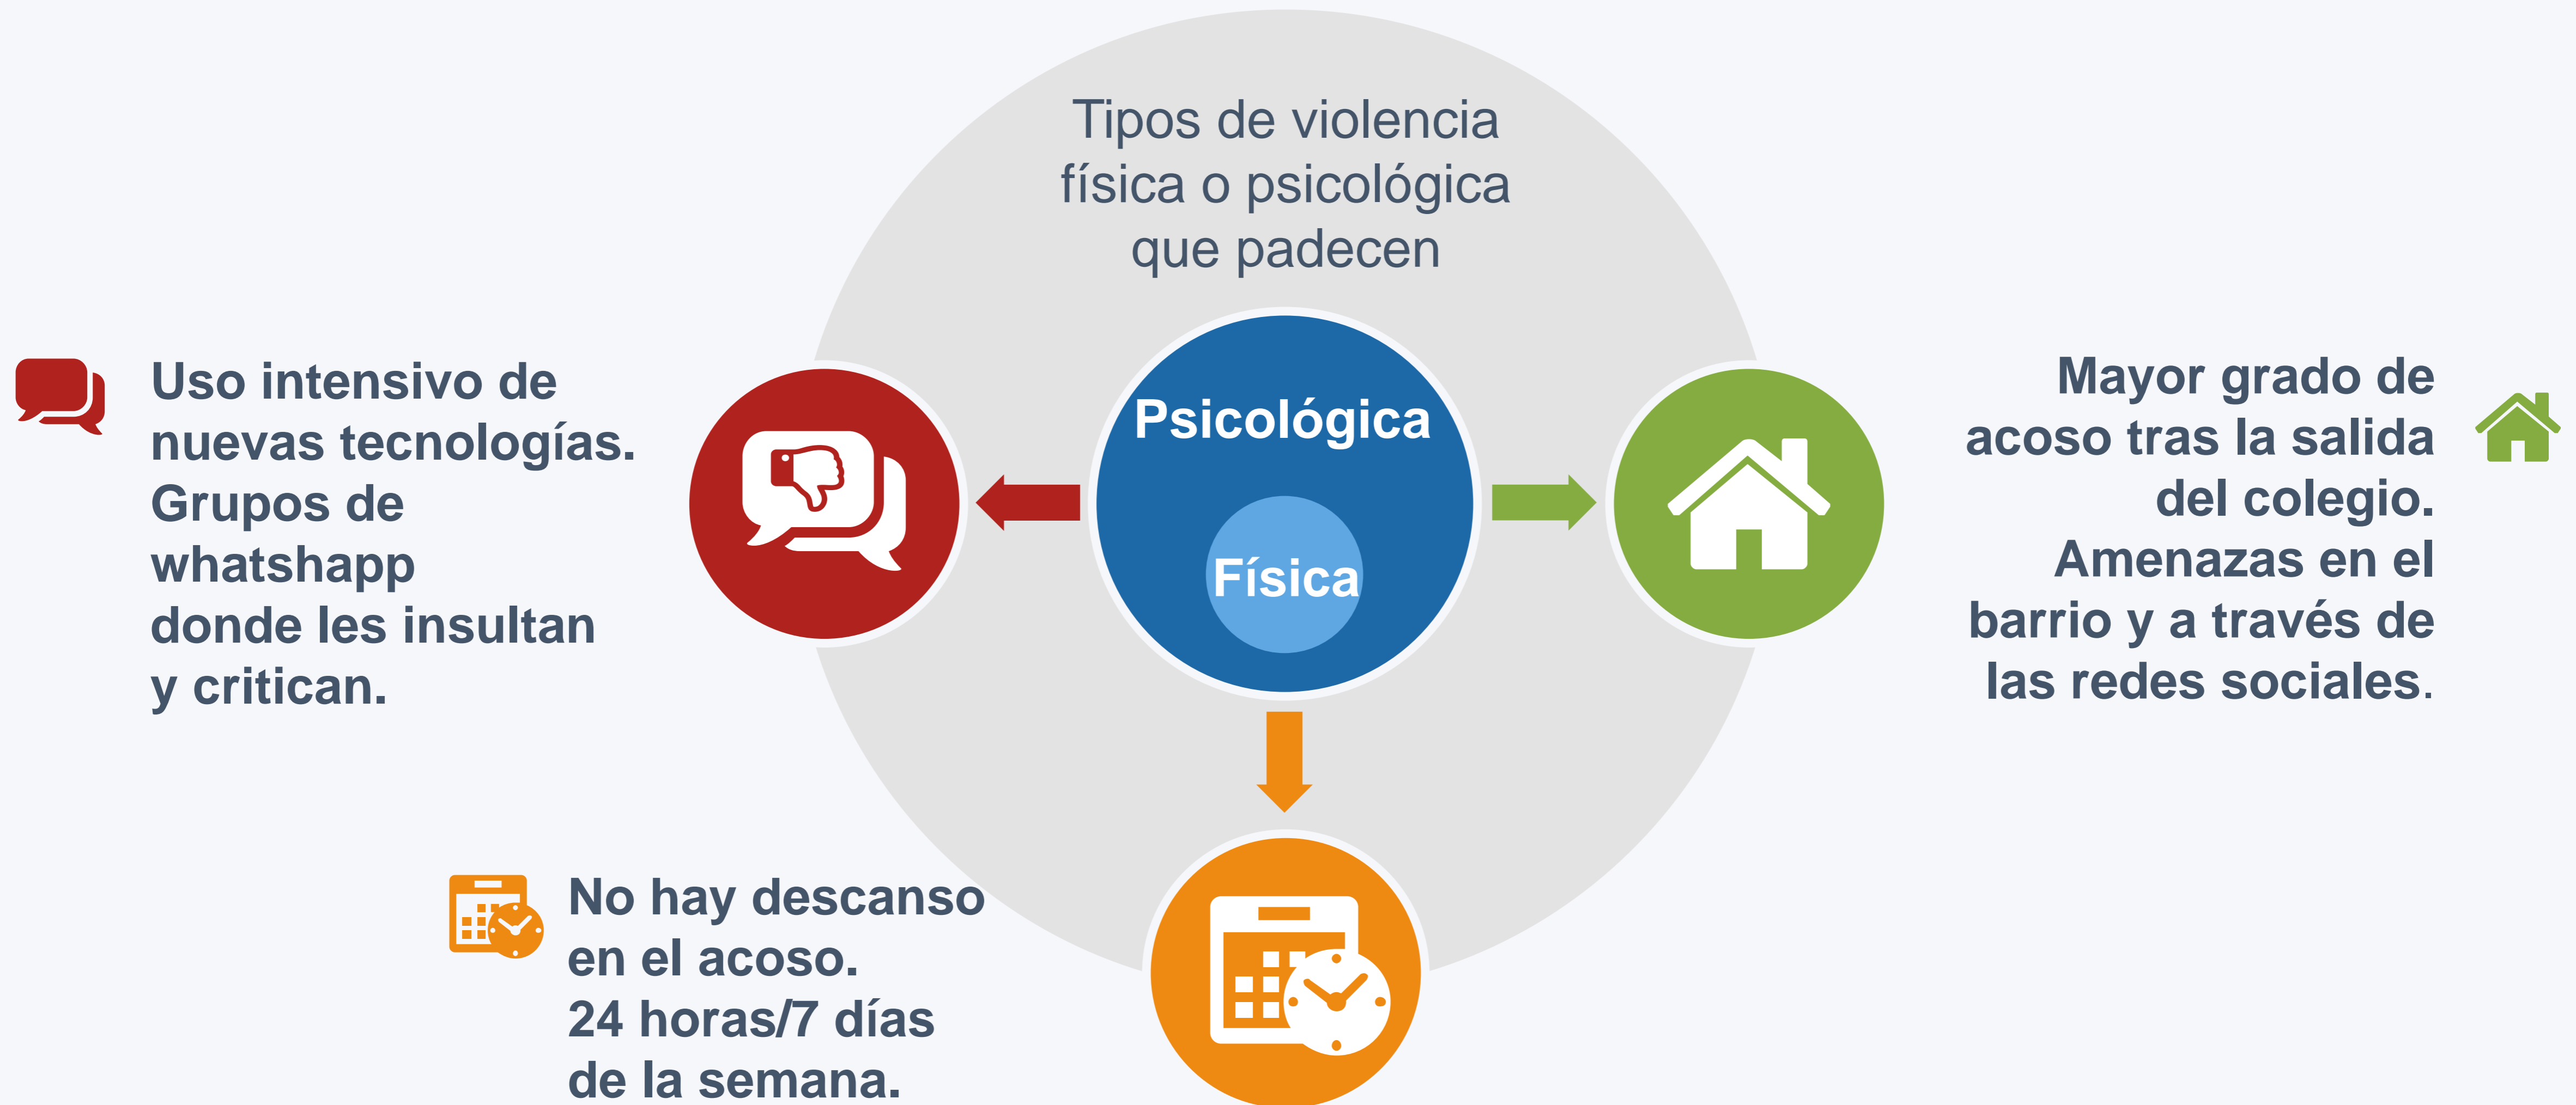 Tipos de violencia
física o psicológica
que padecen
Uso intensivo de
nuevas tecnologías.
Grupos de
whatshapp
donde les insultan
y critican.
Psicológica
Física
Mayor grado de
acoso tras la salida
del colegio.
Amenazas en el
barrio y a través de
las redes sociales.
No hay descanso
en el acoso.
24 horas/7 días
de la semana.